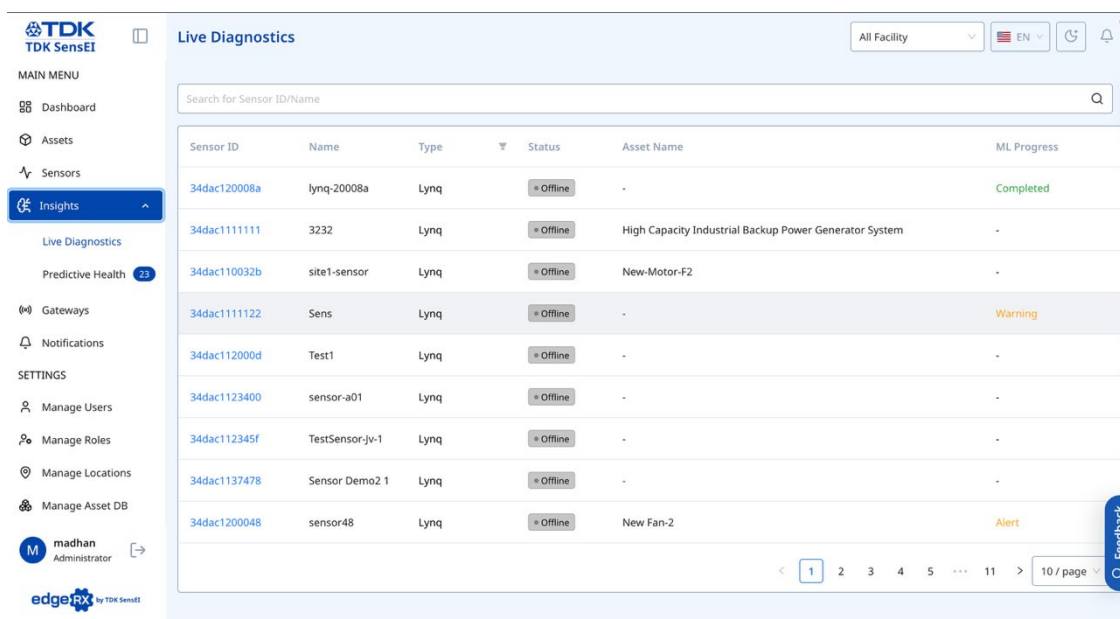 TDK
TDK SensEI
MAIN MENU
Dashboard
Assets
Sensors
Insights
Live Diagnostics
Predictive Health 23
Gateways
Notifications
SETTINGS
Manage Users
Manage Roles
Manage Locations
Manage Asset DB
M madhan
Administrator
edgeRX by TDK SensEI
Live Diagnostics
All Facility
EN
Search for Sensor ID/Name
Sensor ID Name Type Status Asset Name ML Progress
34dac120008a lynq-20008a Lynq Offline - Completed
34dac1111111 3232 Lynq Offline High Capacity Industrial Backup Power Generator System -
34dac110032b site1-sensor Lynq Offline New-Motor-F2 -
34dac1111122 Sens Lynq Offline - Warning
34dac112000d Test1 Lynq Offline - -
34dac1123400 sensor-a01 Lynq Offline - -
34dac112345f TestSensor-Jv-1 Lynq Offline - -
34dac1137478 Sensor Demo2 1 Lynq Offline - -
34dac1200048 sensor48 Lynq Offline New Fan-2 Alert
< 1 2 3 4 5 ••• 11 > 10 / page
Feedback